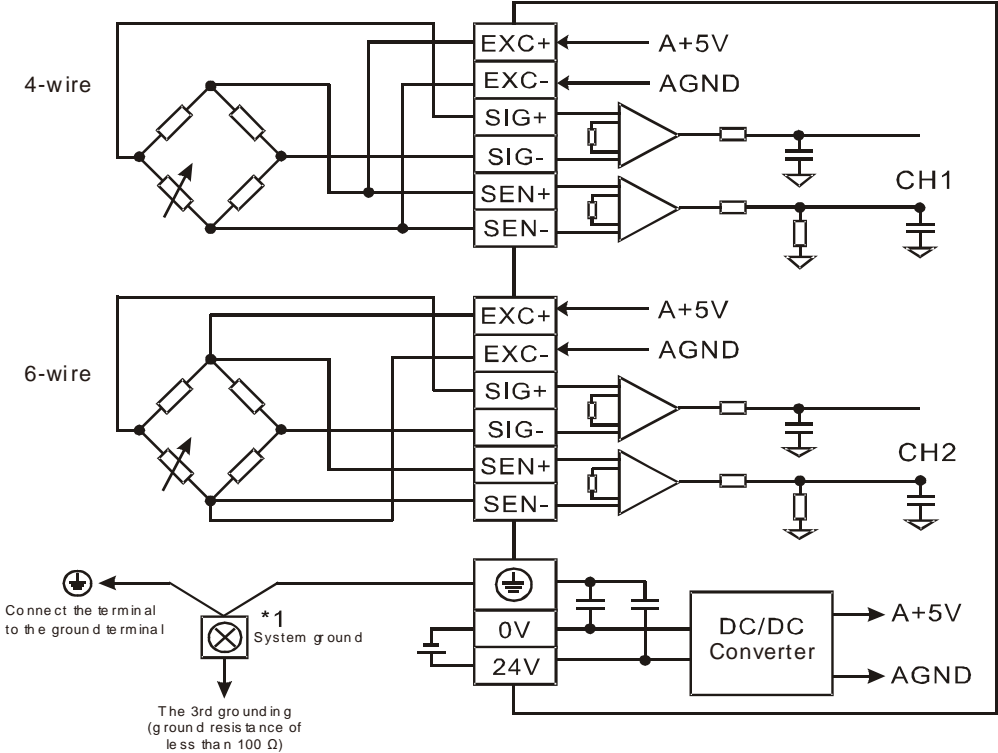 EXC+
A+5V
4-wire
EXC-
AGND
SIG+
SIG-
CH1
SEN+
SEN-
EXC+
A+5V
EXC-
AGND
6-wire
SIG+
SIG-
CH2
SEN+
SEN-
Connect the terminal
to the ground terminal
*1
System ground
0V
24V
DC/DC
Converter
A+5V
AGND
The 3rd grounding
(ground resistance of
less than 100 Ω)